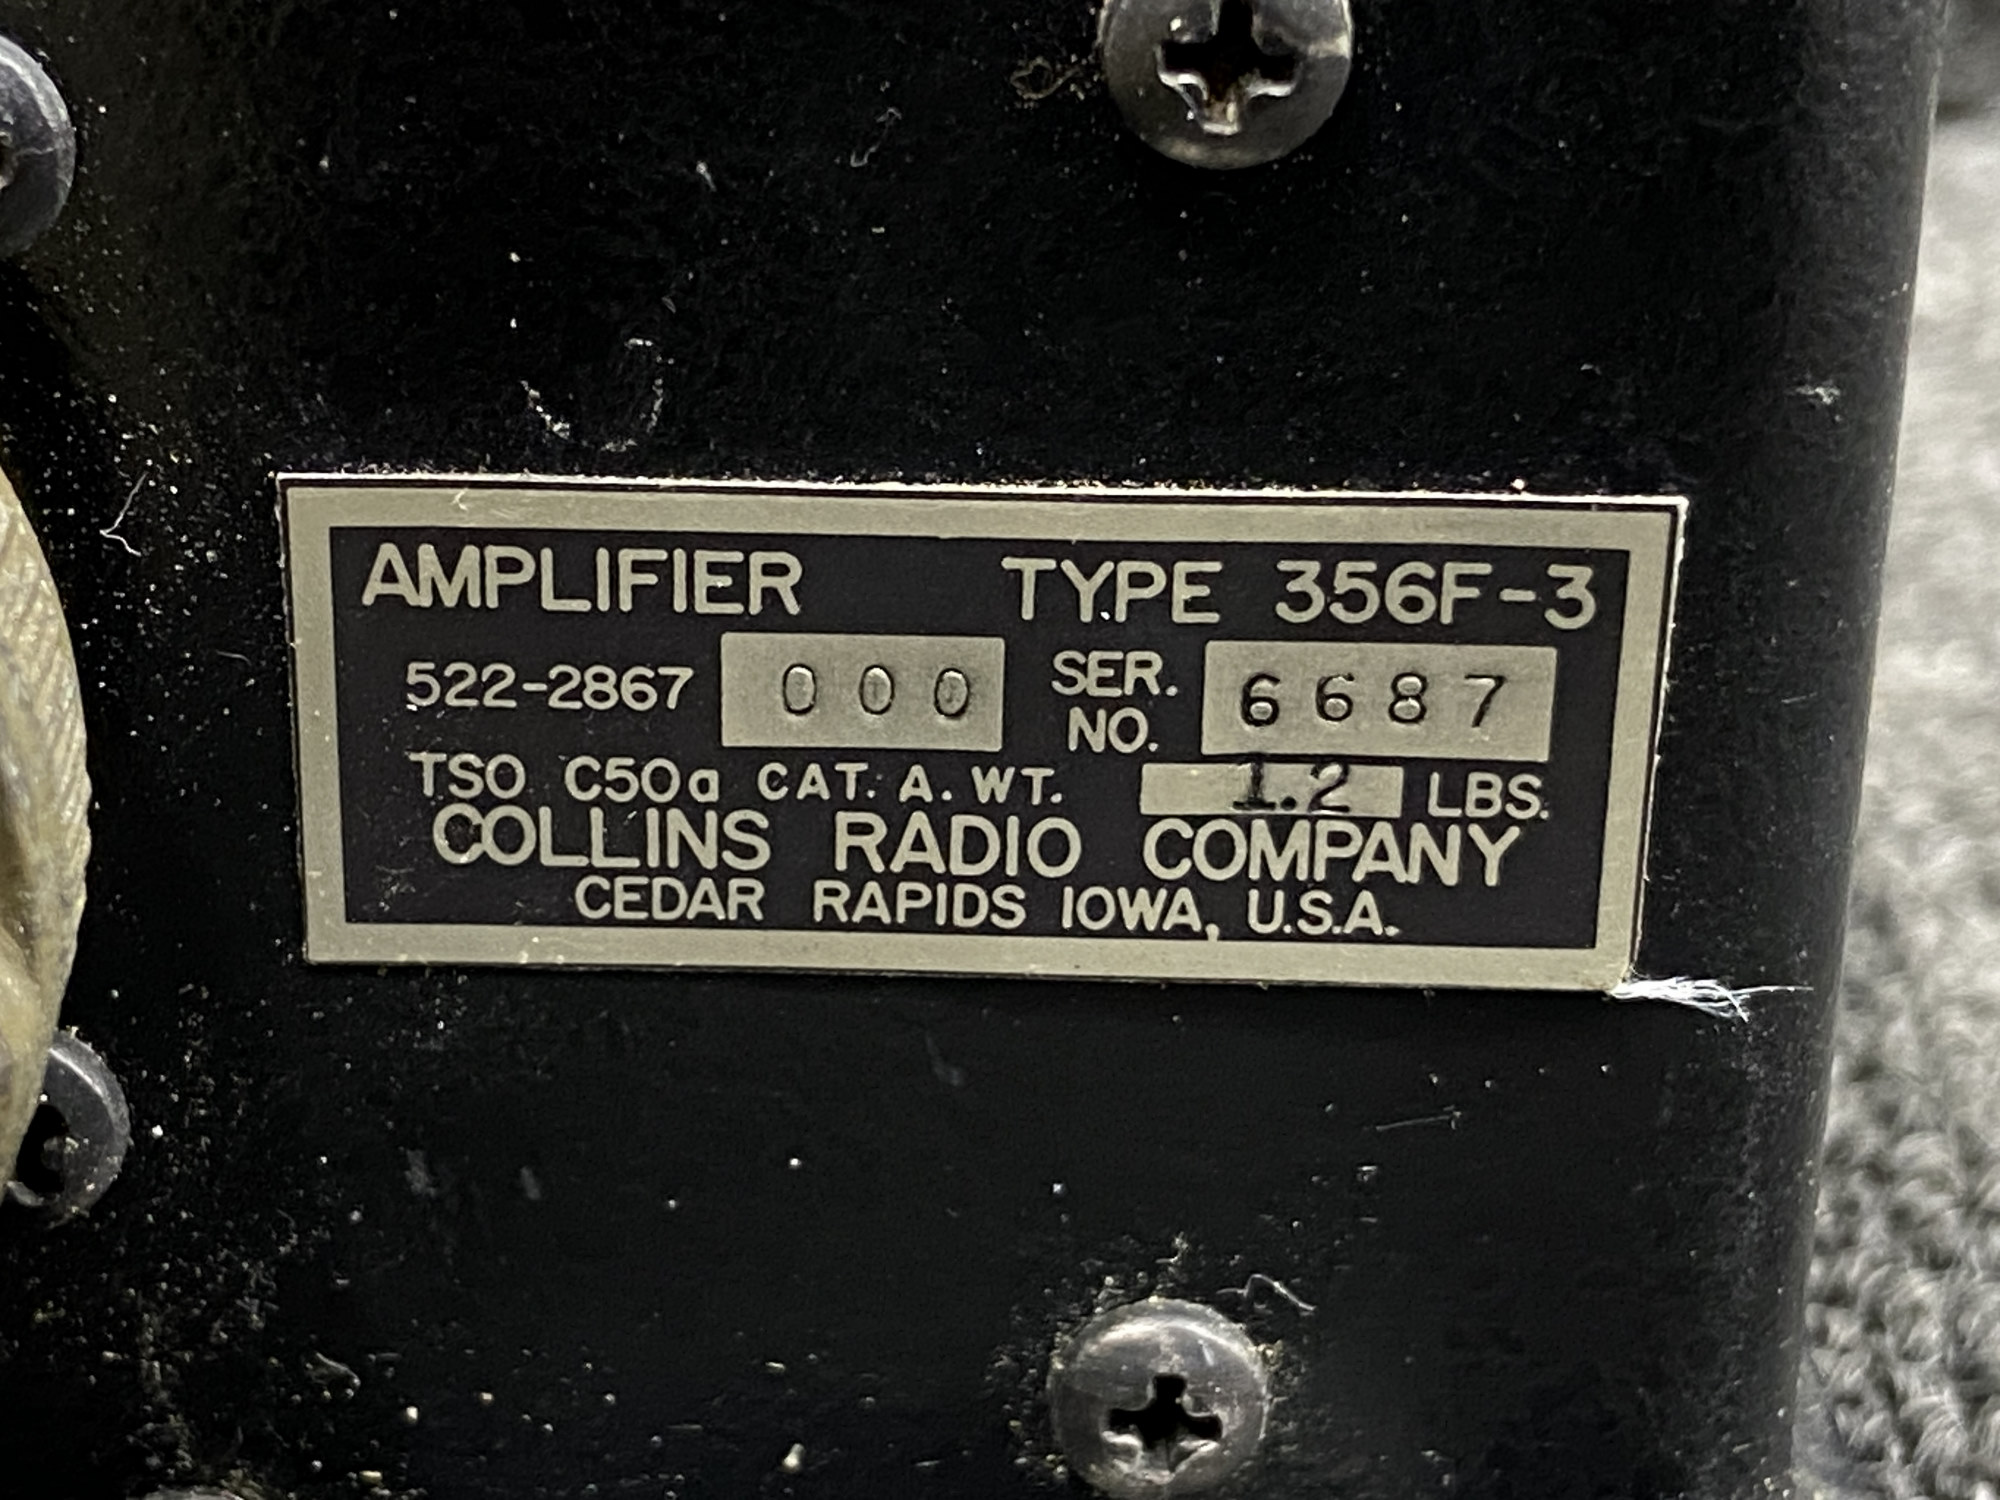 AMPLIFIER TYPE 356F-3
522-2867 000 SER. NO. 6687
TSO C50a CAT. A. WT. 1.2 LBS.
COLLINS RADIO COMPANY
CEDAR RAPIDS IOWA, U.S.A.